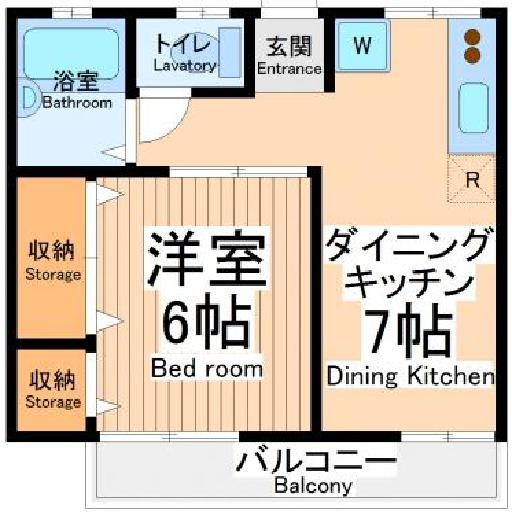 トイレ
Lavatory
玄関
Entrance
W
浴室
Bathroom
R
収納
Storage
洋室
6帖
Bed room
ダイニング
キッチン
7帖
Dining Kitchen
収納
Storage
バルコニー
Balcony